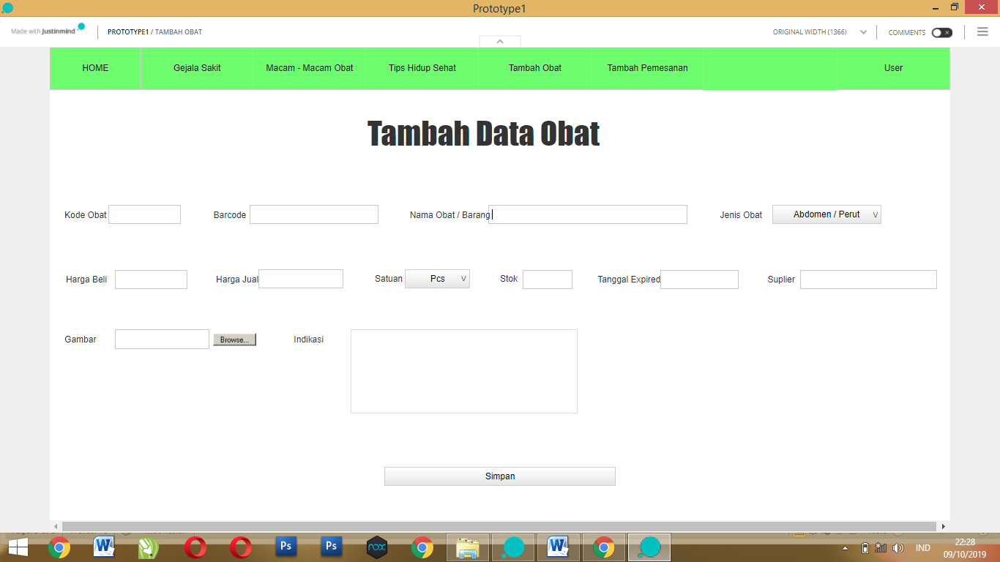 Prototype1
Made with Justinmind
PROTOTYPE1 / TAMBAH OBAT
ORIGINAL WIDTH (1366)
COMMENTS
HOME
Gejala Sakit
Macam - Macam Obat
Tips Hidup Sehat
Tambah Obat
Tambah Pemesanan
User
Tambah Data Obat
Kode Obat
Barcode
Nama Obat / Barang
Jenis Obat
Abdomen / Perut V
Harga Beli
Harga Jual
Satuan
Pcs V
Stok
Tanggal Expired
Suplier
Gambar
Browse...
Indikasi
Simpan
Ps
Ps
nox
IND
22:28
09/10/2019